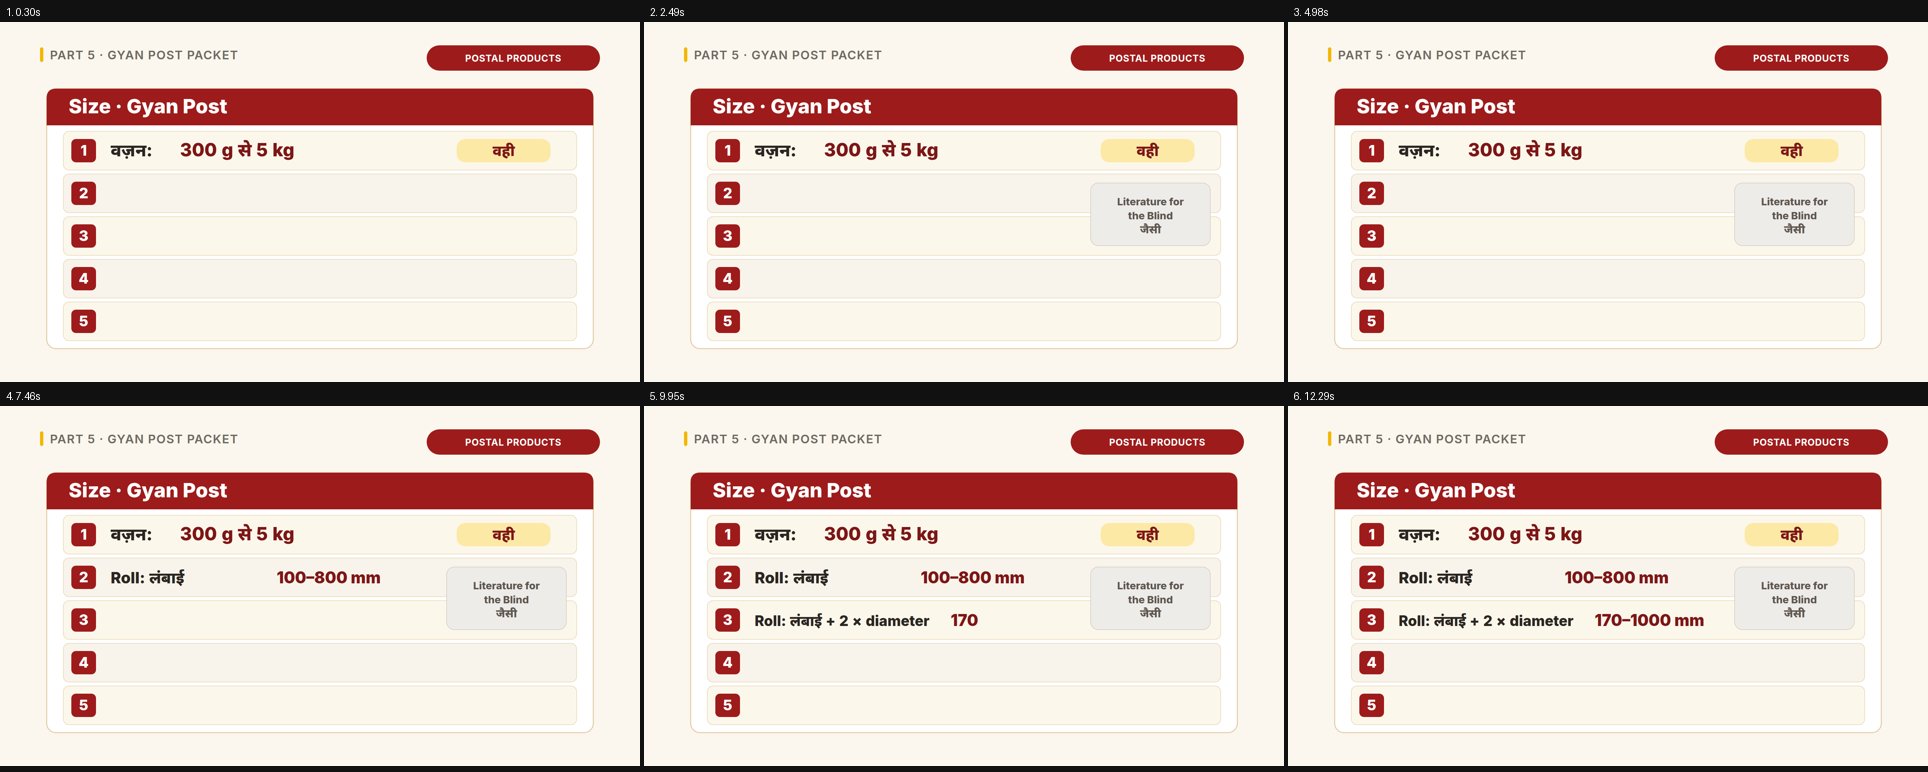 1. 0.30s
PART 5 · GYAN POST PACKET
POSTAL PRODUCTS
Size · Gyan Post
1 वज़न: 300 g से 5 kg वही
2
3
4
5
2. 2.49s
PART 5 · GYAN POST PACKET
POSTAL PRODUCTS
Size · Gyan Post
1 वज़न: 300 g से 5 kg वही
2
Literature for
the Blind
जैसी
3
4
5
3. 4.98s
PART 5 · GYAN POST PACKET
POSTAL PRODUCTS
Size · Gyan Post
1 वज़न: 300 g से 5 kg वही
2
Literature for
the Blind
जैसी
3
4
5
4. 7.46s
PART 5 · GYAN POST PACKET
POSTAL PRODUCTS
Size · Gyan Post
1 वज़न: 300 g से 5 kg वही
2 Roll: लंबाई 100–800 mm
Literature for
the Blind
जैसी
3
4
5
5. 9.95s
PART 5 · GYAN POST PACKET
POSTAL PRODUCTS
Size · Gyan Post
1 वज़न: 300 g से 5 kg वही
2 Roll: लंबाई 100–800 mm
Literature for
the Blind
जैसी
3 Roll: लंबाई + 2 × diameter 170
4
5
6. 12.29s
PART 5 · GYAN POST PACKET
POSTAL PRODUCTS
Size · Gyan Post
1 वज़न: 300 g से 5 kg वही
2 Roll: लंबाई 100–800 mm
Literature for
the Blind
जैसी
3 Roll: लंबाई + 2 × diameter 170–1000 mm
4
5